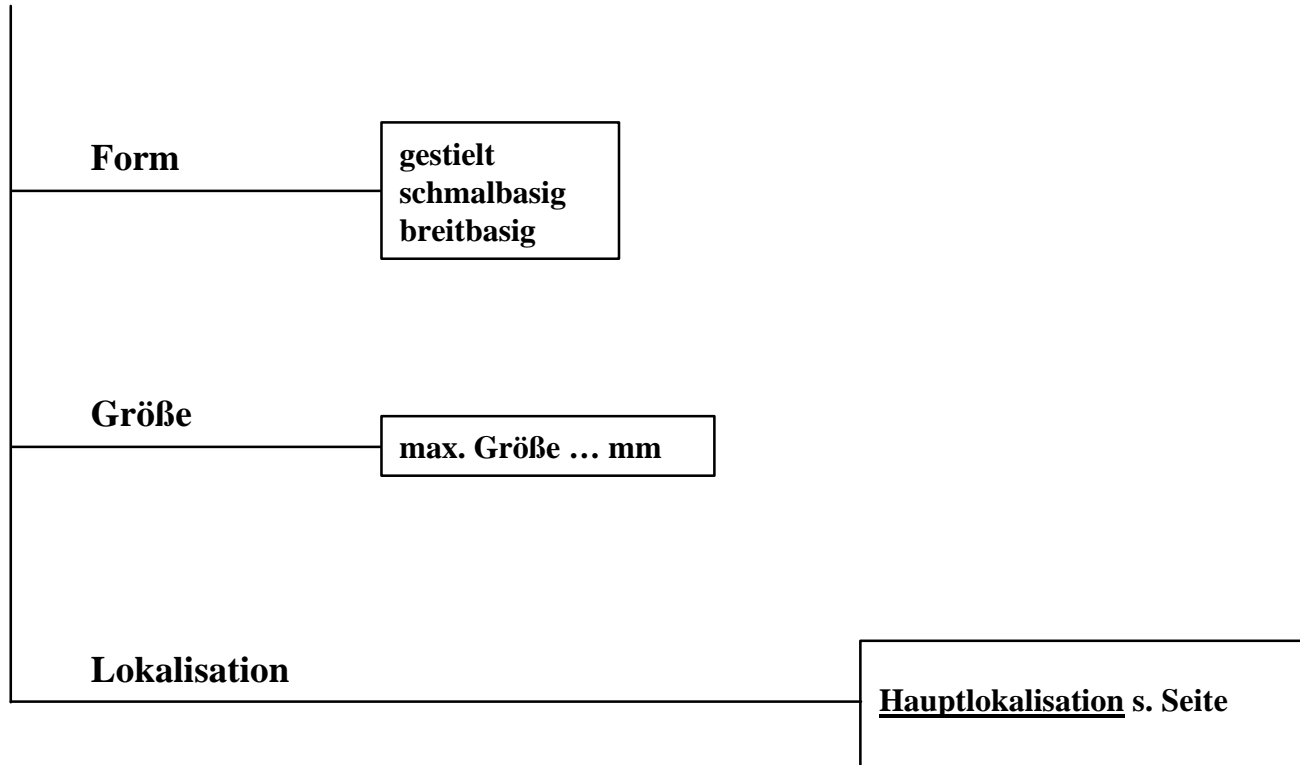 Form
gestielt
schmalbasig
breitbasig
Größe
max. Größe … mm
Lokalisation
Hauptlokalisation s. Seite